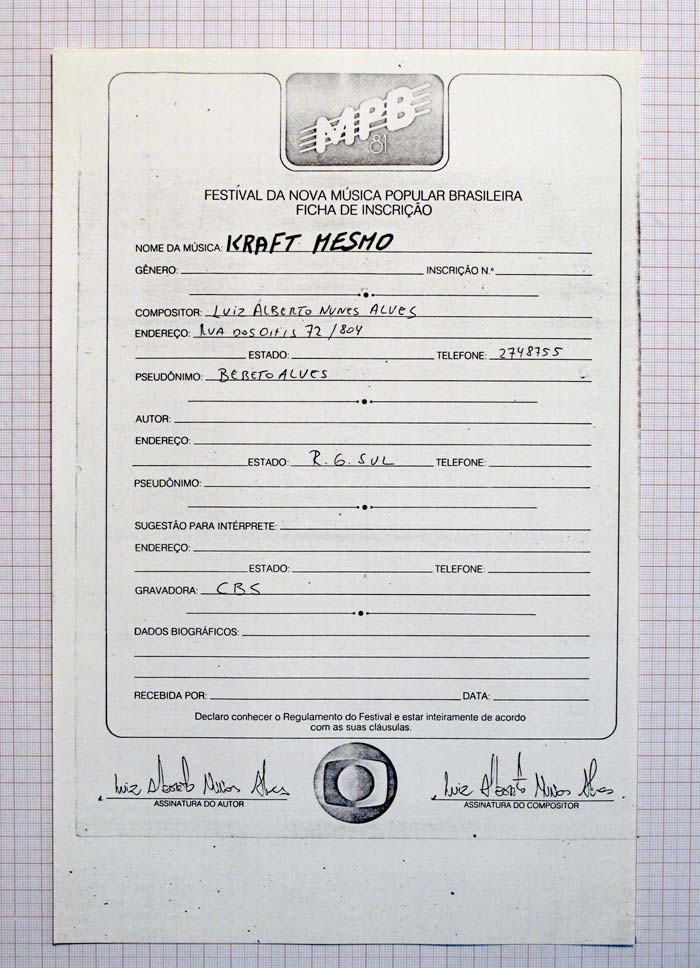 MPB
81
FESTÍVAL DA NOVA MÚSICA POPULAR BRASILEIRA
FICHA DE INSCRIÇÃO
NOME DA MÚSICA: KRAFT MESMO
GÊNERO: INSCRIÇÃO N.º
COMPOSITOR: LUIZ ALBERTO NUNES ALVES
ENDEREÇO: RUA DOS OITIS 72/804
ESTADO: TELEFONE: 2748755
PSEUDÔNIMO: BEBETO ALVES
AUTOR:
ENDEREÇO:
ESTADO: R. G. SUL TELEFONE:
PSEUDÔNIMO:
SUGESTÃO PARA INTÉRPRETE:
ENDEREÇO:
ESTADO: TELEFONE:
GRAVADORA: CBS
DADOS BIOGRÁFICOS:
RECEBIDA POR: DATA:
Declaro conhecer o Regulamento do Festival e estar inteiramente de acordo
com as suas cláusulas.
Luiz Alberto Nunes Alves Luiz Alberto Nunes Alves
ASSINATURA DO AUTOR ASSINATURA DO COMPOSITOR